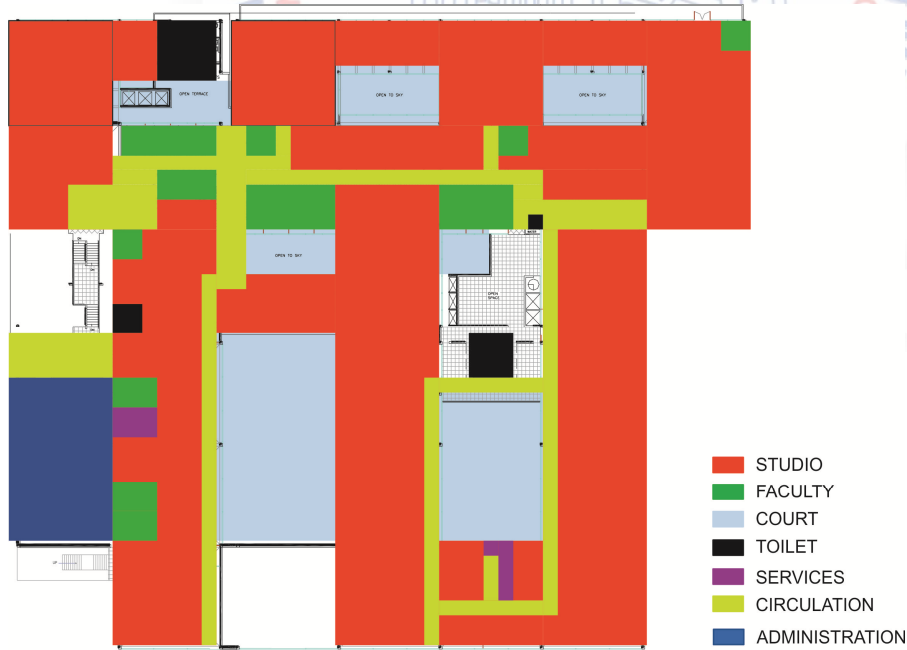 OPEN TERRACE
OPEN TO SKY
OPEN TO SKY
OPEN TO SKY
OPEN
SPACE
UP
STUDIO
FACULTY
COURT
TOILET
SERVICES
CIRCULATION
ADMINISTRATION